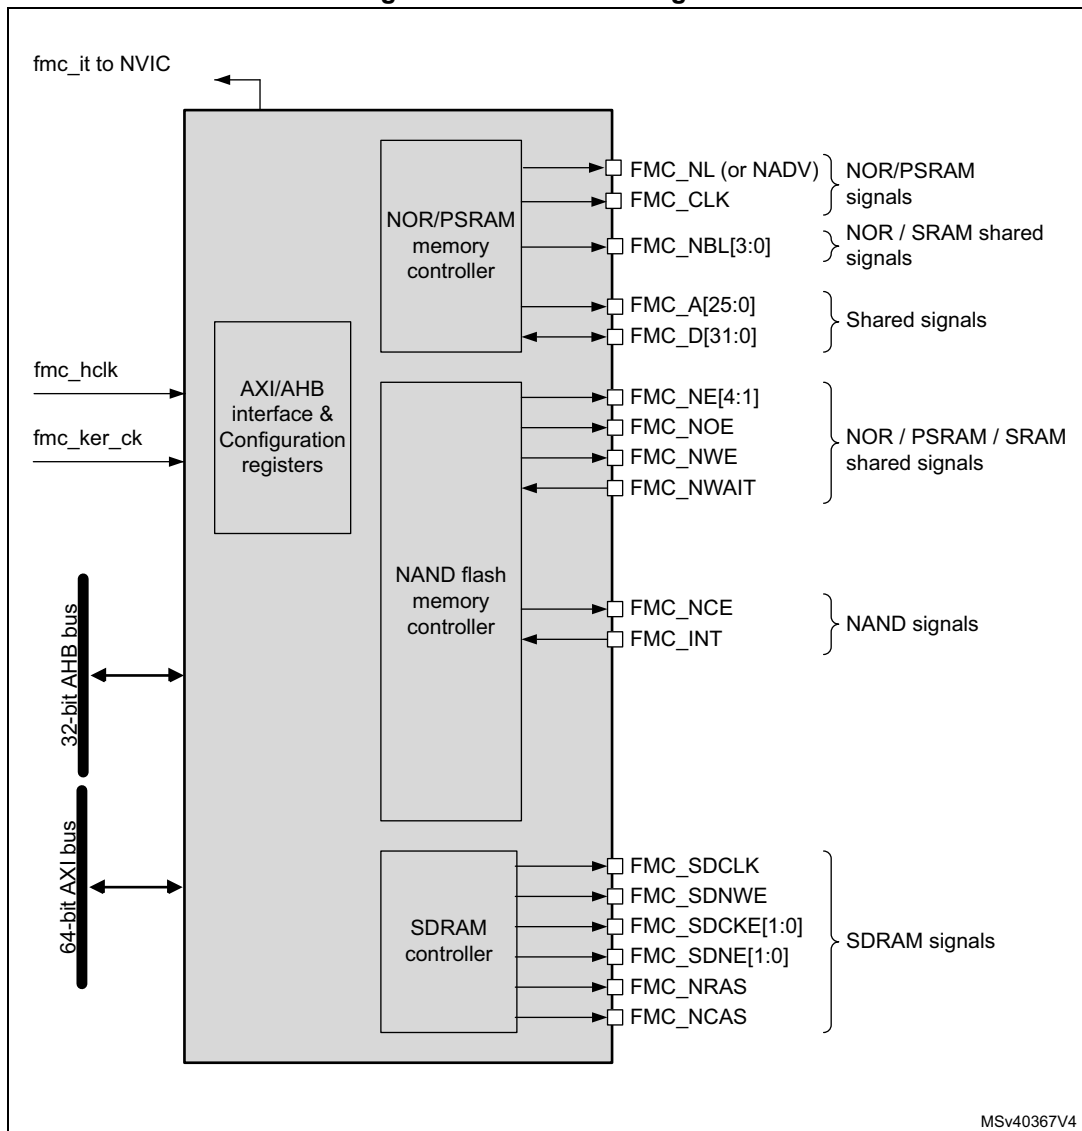 fmc_it to NVIC
NOR/PSRAM
memory
controller
FMC_NL (or NADV)
FMC_CLK
NOR/PSRAM
signals
FMC_NBL[3:0]
NOR / SRAM shared
signals
FMC_A[25:0]
FMC_D[31:0]
Shared signals
fmc_hclk
fmc_ker_ck
AXI/AHB
interface &
Configuration
registers
FMC_NE[4:1]
FMC_NOE
FMC_NWE
FMC_NWAIT
NOR / PSRAM / SRAM
shared signals
NAND flash
memory
controller
FMC_NCE
FMC_INT
NAND signals
32-bit AHB bus
64-bit AXI bus
SDRAM
controller
FMC_SDCLK
FMC_SDNWE
FMC_SDCKE[1:0]
FMC_SDNE[1:0]
FMC_NRAS
FMC_NCAS
SDRAM signals
MSv40367V4